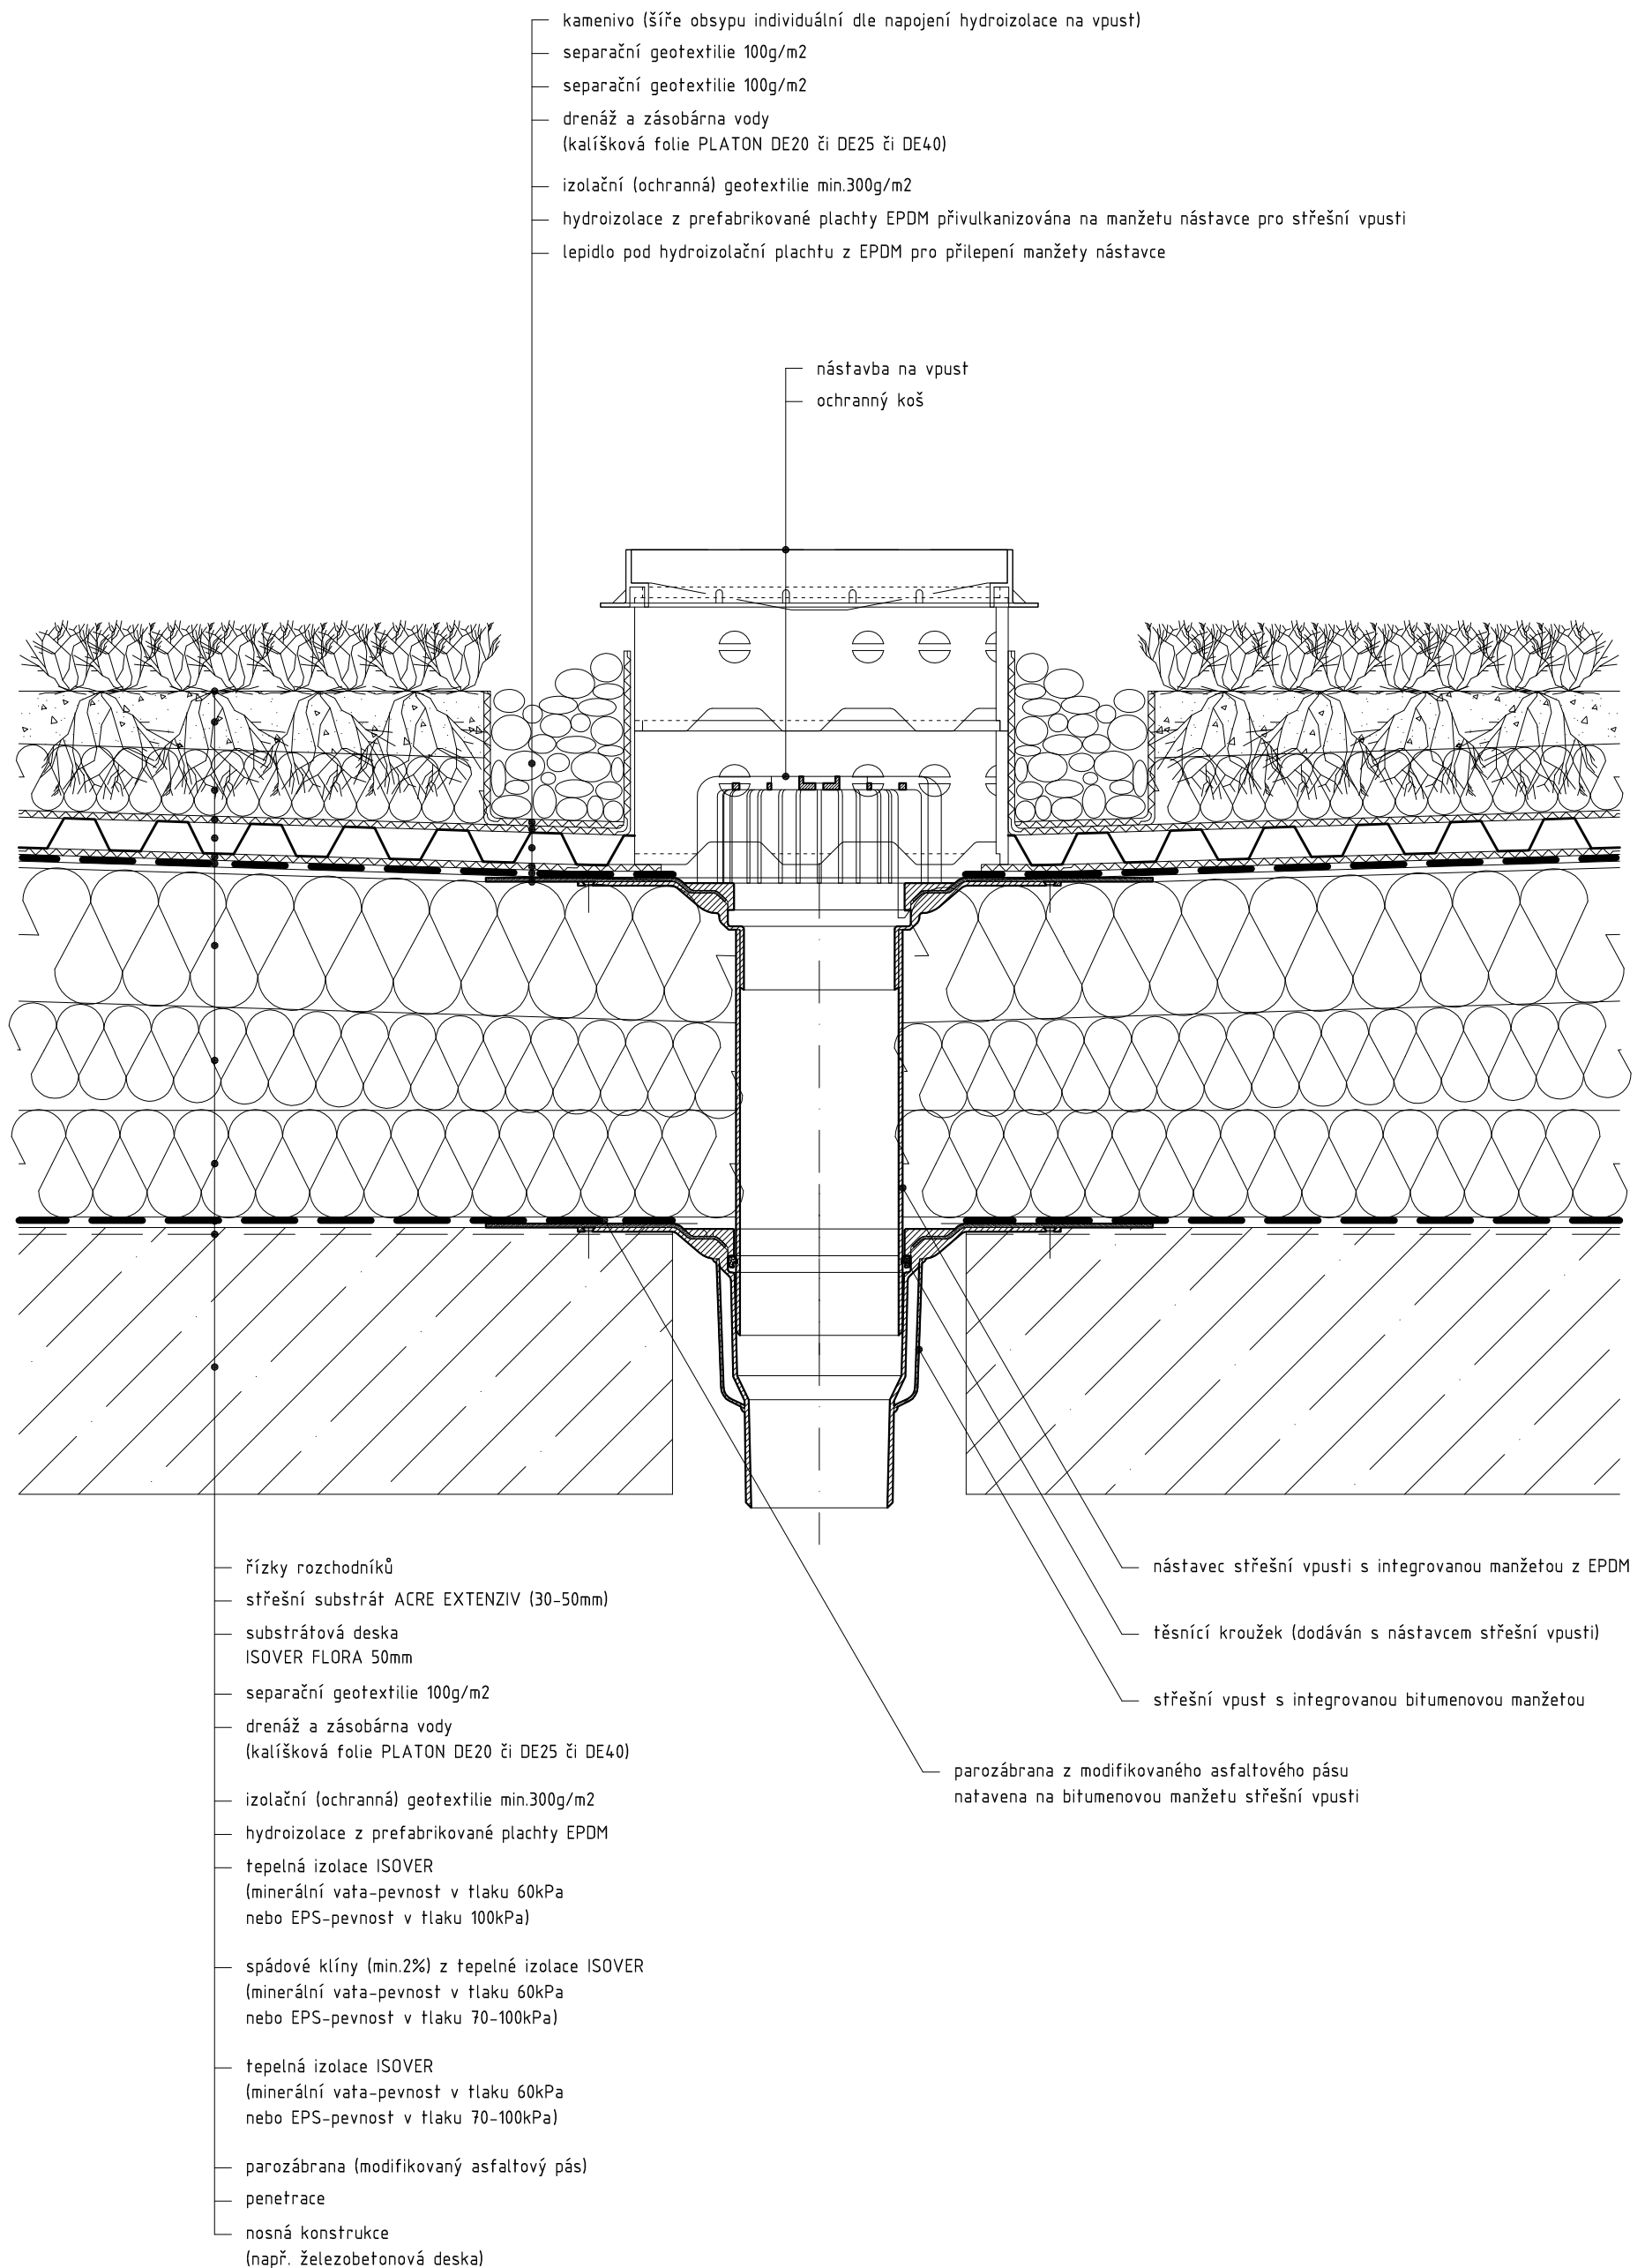 kamenivo (šíře obsypu individuální dle napojení hydroizolace na vpust)
separační geotextilie 100g/m2
separační geotextilie 100g/m2
drenáž a zásobárna vody
(kalíšková folie PLATON DE20 či DE25 či DE40)
izolační (ochranná) geotextilie min.300g/m2
hydroizolace z prefabrikované plachty EPDM přivulkanizována na manžetu nástavce pro střešní vpusti
lepidlo pod hydroizolační plachtu z EPDM pro přilepení manžety nástavce
nástavba na vpust
ochranný koš
řízky rozchodníků
střešní substrát ACRE EXTENZIV (30-50mm)
substrátová deska
ISOVER FLORA 50mm
separační geotextilie 100g/m2
drenáž a zásobárna vody
(kalíšková folie PLATON DE20 či DE25 či DE40)
izolační (ochranná) geotextilie min.300g/m2
hydroizolace z prefabrikované plachty EPDM
tepelná izolace ISOVER
(minerální vata-pevnost v tlaku 60kPa
nebo EPS-pevnost v tlaku 100kPa)
spádové klíny (min.2%) z tepelné izolace ISOVER
(minerální vata-pevnost v tlaku 60kPa
nebo EPS-pevnost v tlaku 70-100kPa)
tepelná izolace ISOVER
(minerální vata-pevnost v tlaku 60kPa
nebo EPS-pevnost v tlaku 70-100kPa)
parozábrana (modifikovaný asfaltový pás)
penetrace
nosná konstrukce
(např. železobetonová deska)
nástavec střešní vpusti s integrovanou manžetou z EPDM
těsnící kroužek (dodáván s nástavcem střešní vpusti)
střešní vpust s integrovanou bitumenovou manžetou
parozábrana z modifikovaného asfaltového pásu
natavena na bitumenovou manžetu střešní vpusti